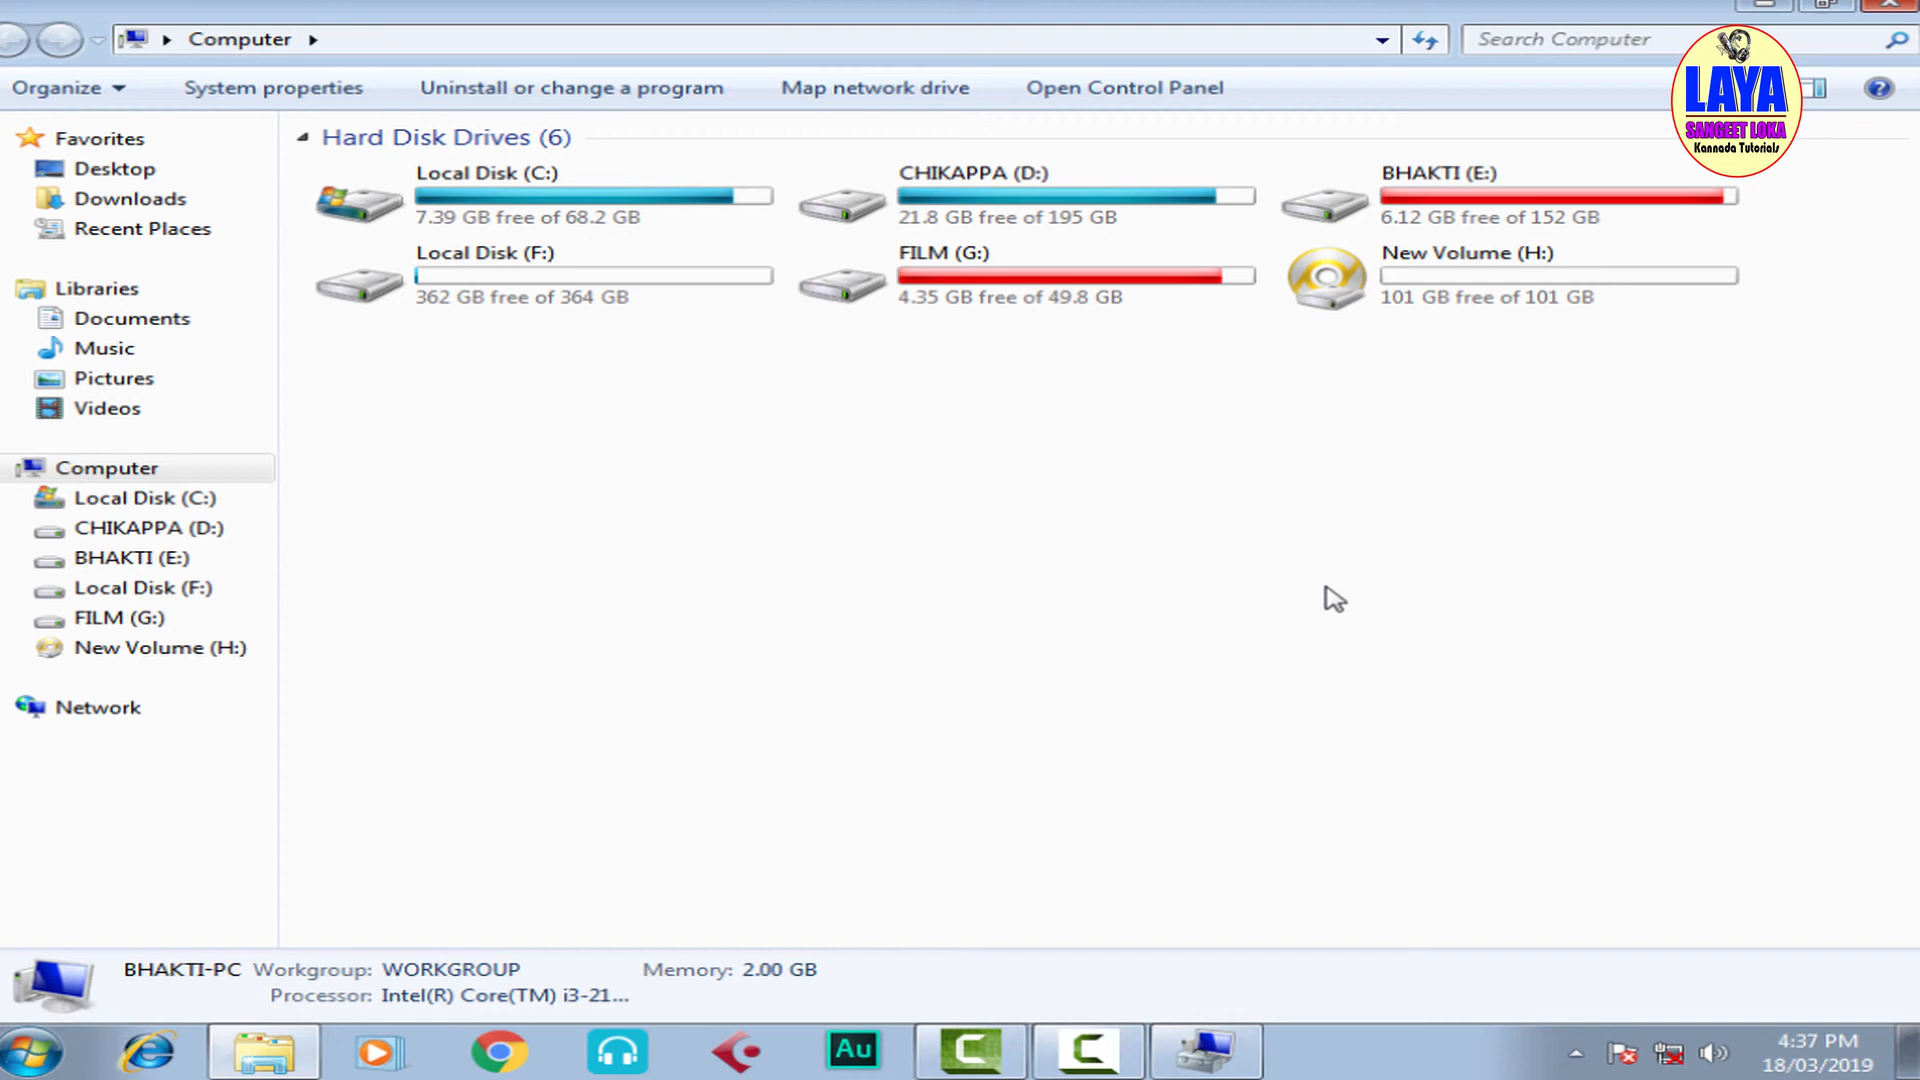 Computer
Search Computer
Organize
System properties
Uninstall or change a program
Map network drive
Open Control Panel
LAYA
SANGEET LOKA
Kannada Tutorials
Favorites
Desktop
Downloads
Recent Places
Libraries
Documents
Music
Pictures
Videos
Computer
Local Disk (C:)
CHIKAPPA (D:)
BHAKTI (E:)
Local Disk (F:)
FILM (G:)
New Volume (H:)
Network
Hard Disk Drives (6)
Local Disk (C:)
7.39 GB free of 68.2 GB
CHIKAPPA (D:)
21.8 GB free of 195 GB
BHAKTI (E:)
6.12 GB free of 152 GB
Local Disk (F:)
362 GB free of 364 GB
FILM (G:)
4.35 GB free of 49.8 GB
New Volume (H:)
101 GB free of 101 GB
BHAKTI-PC Workgroup: WORKGROUP Memory: 2.00 GB
Processor: Intel(R) Core(TM) i3-21...
Au
4:37 PM
18/03/2019